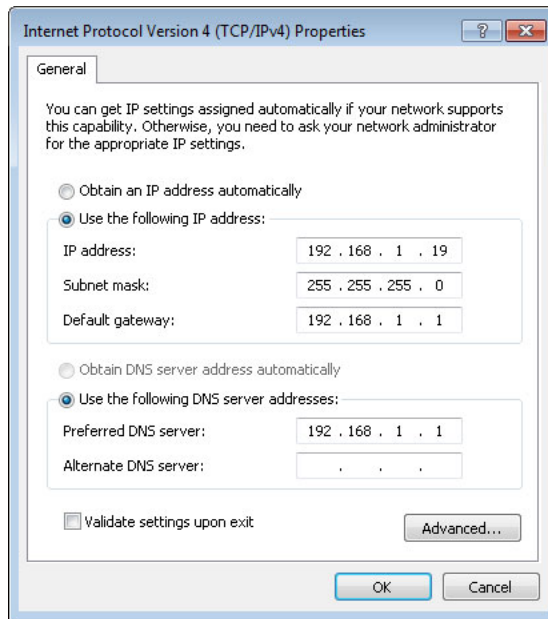 Internet Protocol Version 4 (TCP/IPv4) Properties
General
You can get IP settings assigned automatically if your network supports
this capability. Otherwise, you need to ask your network administrator
for the appropriate IP settings.
Obtain an IP address automatically
Use the following IP address:
IP address: 192 . 168 . 1 . 19
Subnet mask: 255 . 255 . 255 . 0
Default gateway: 192 . 168 . 1 . 1
Obtain DNS server address automatically
Use the following DNS server addresses:
Preferred DNS server: 192 . 168 . 1 . 1
Alternate DNS server: . . .
Validate settings upon exit
Advanced...
OK Cancel